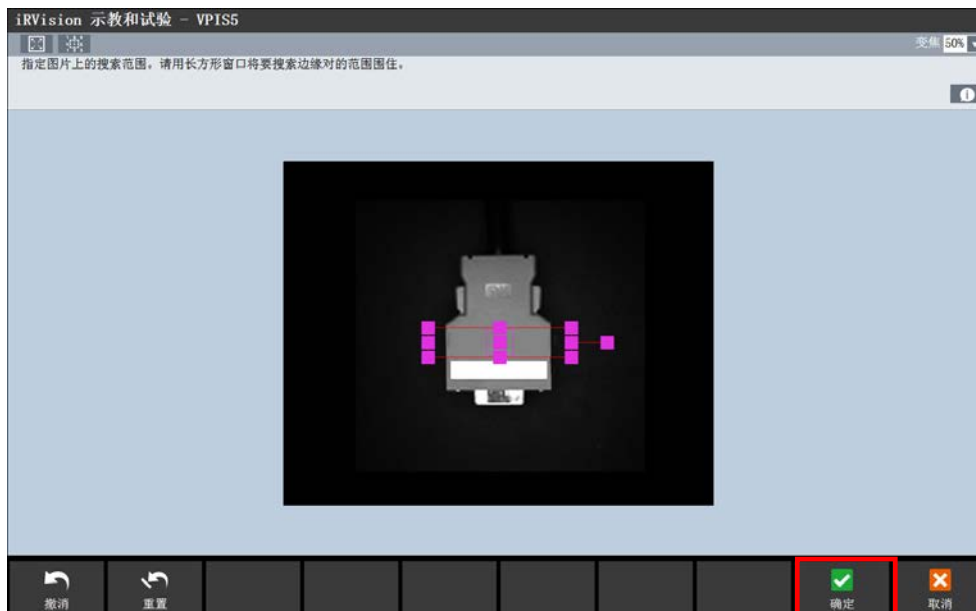 iRVision 示教和试验 - VPIS5
变焦 50%
指定图片上的搜索范围。请用长方形窗口将要搜索边缘对的范围围住。
撤消
重置
确定
取消